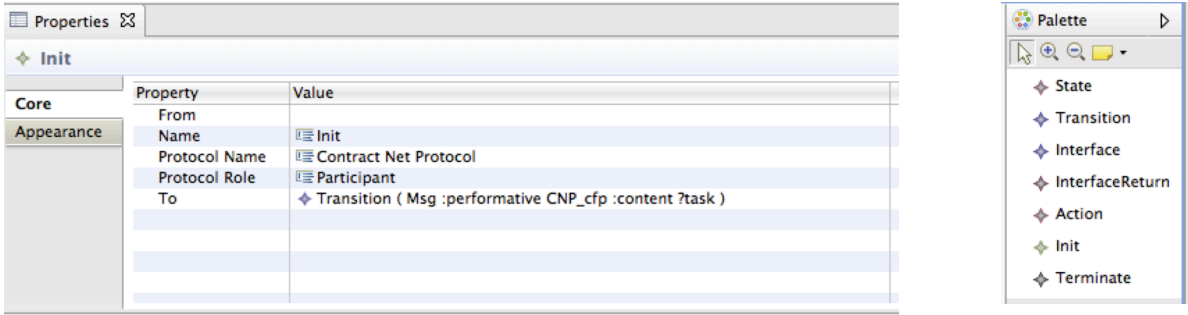 Properties
Init
Core
Appearance
Property Value
From
Name Init
Protocol Name Contract Net Protocol
Protocol Role Participant
To Transition ( Msg :performative CNP_cfp :content ?task )
Palette
State
Transition
Interface
InterfaceReturn
Action
Init
Terminate